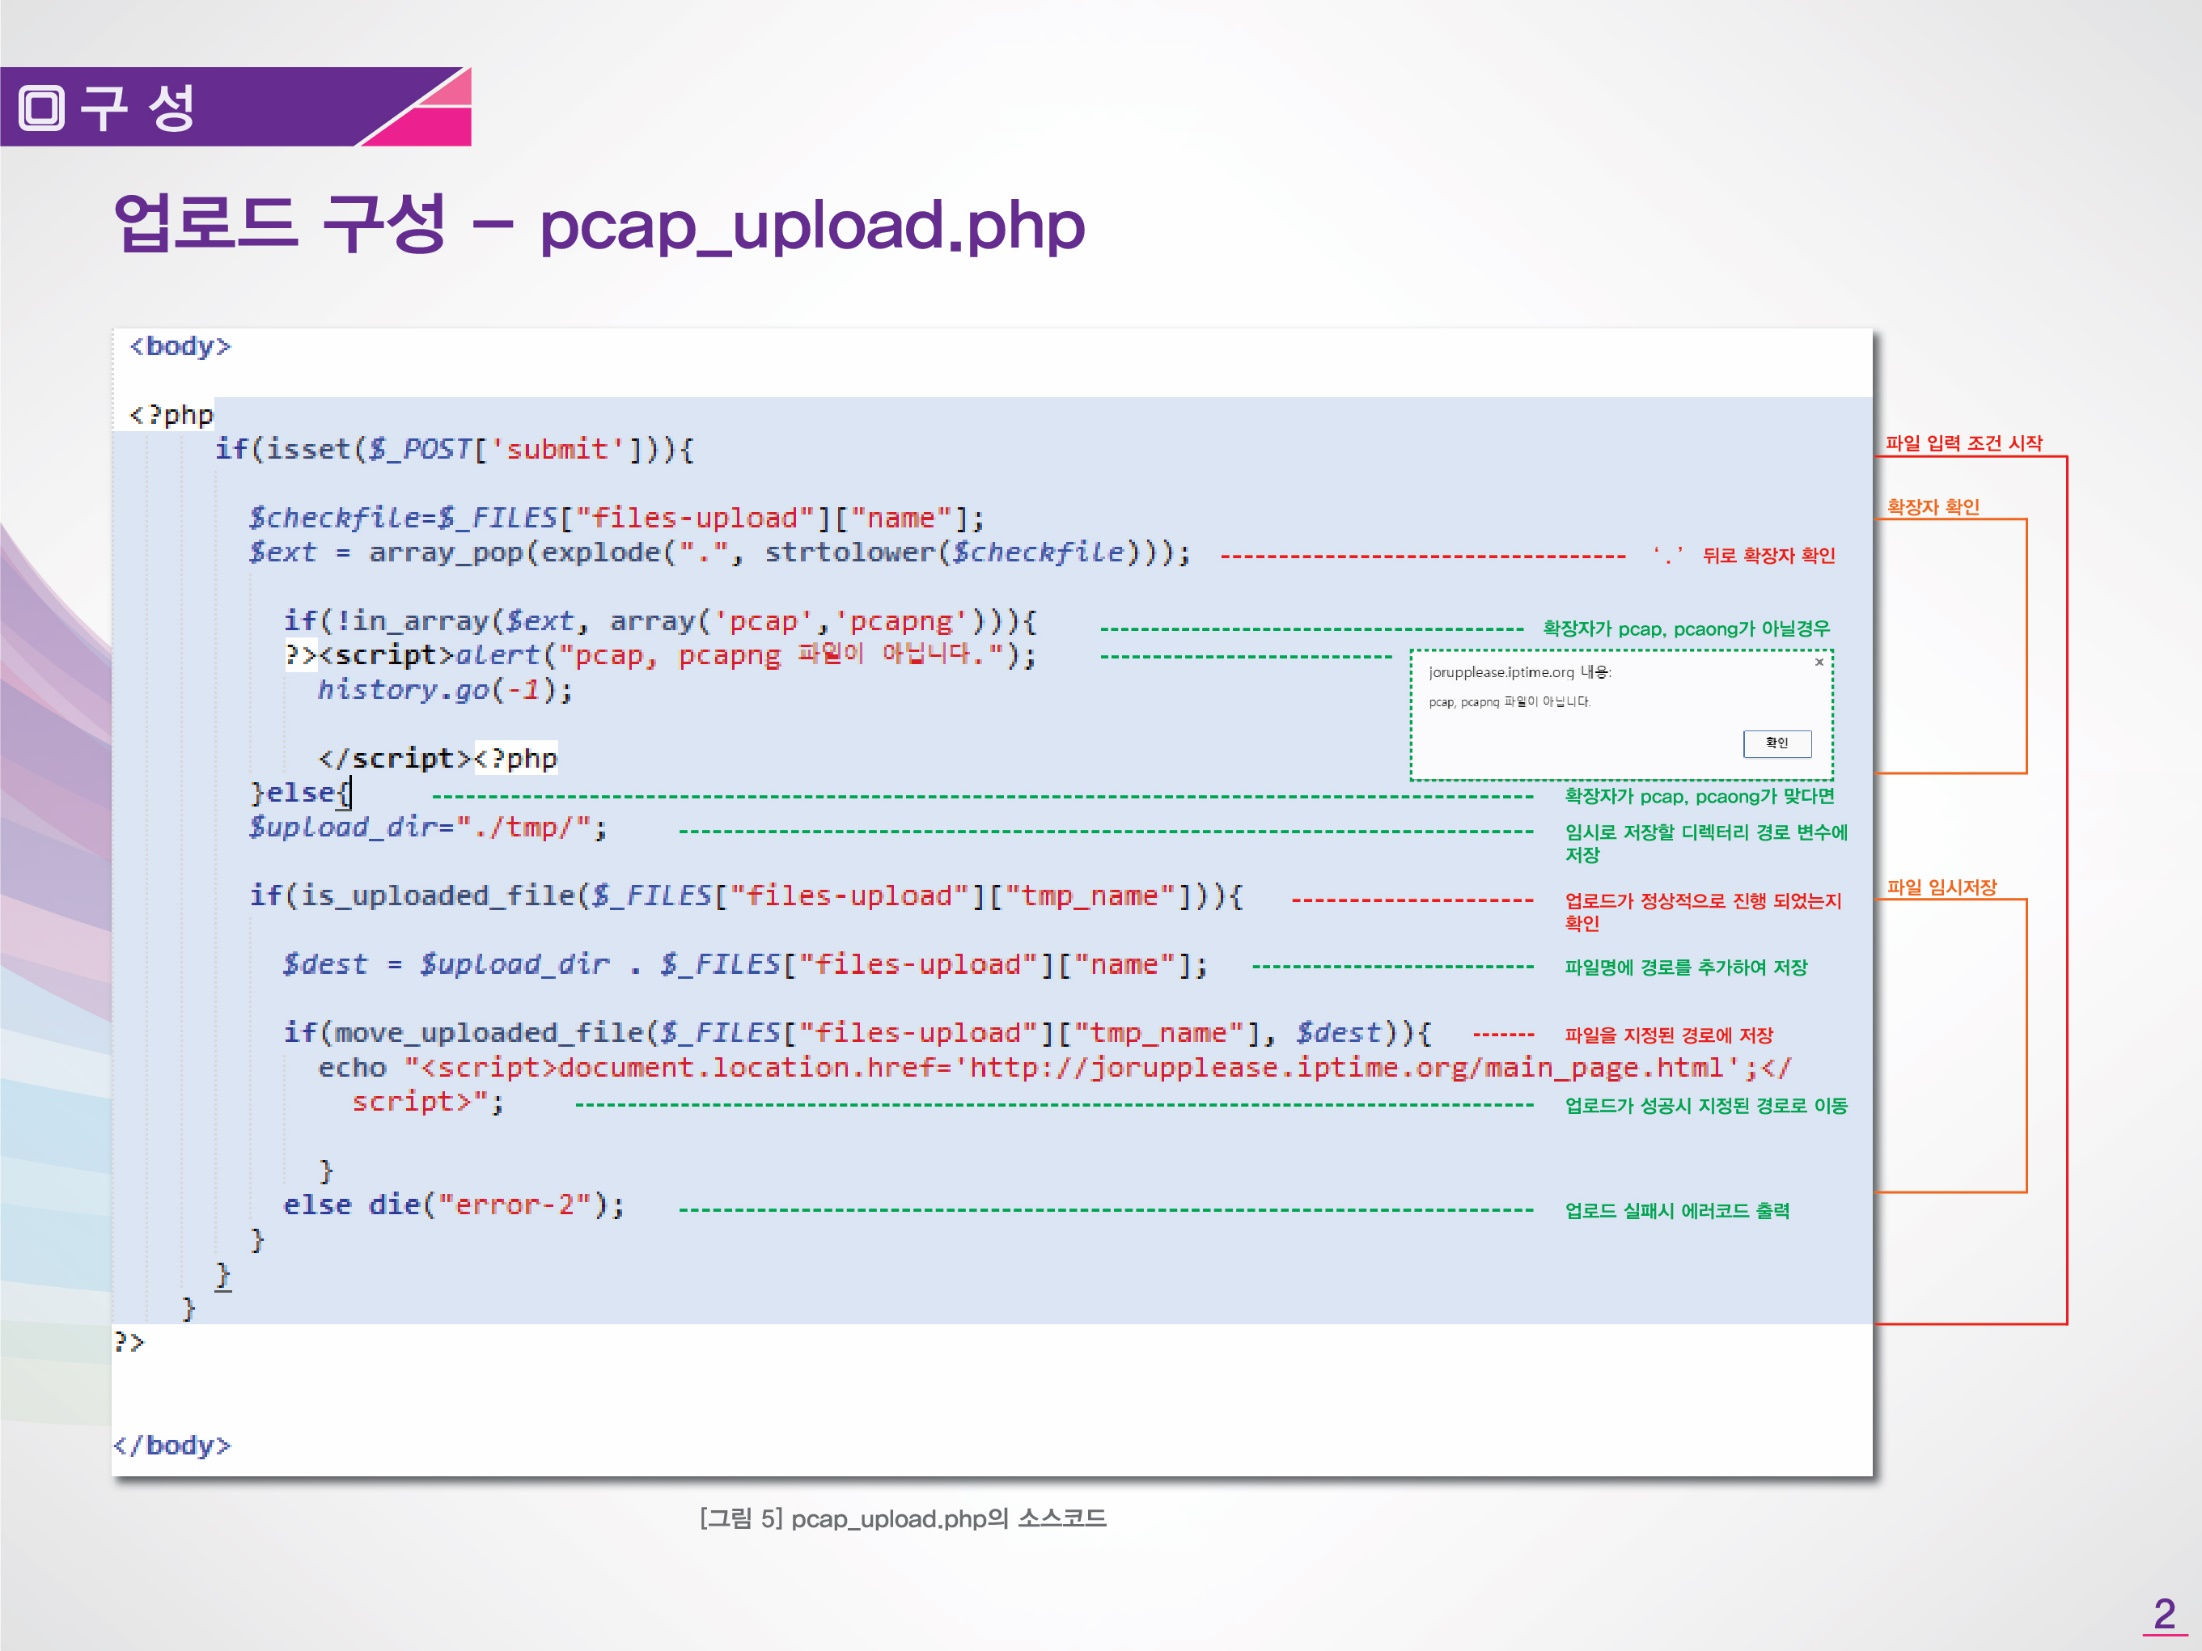 구 성
업로드 구성 - pcap_upload.php
<body>
<?php
if(isset($_POST['submit'])){
파일 입력 조건 시작
확장자 확인
$checkfile=$_FILES["files-upload"]["name"];
$ext = array_pop(explode(".", strtolower($checkfile)));
‘.’ 뒤로 확장자 확인
if(!in_array($ext, array('pcap','pcapng'))){
확장자가 pcap, pcaong가 아닐경우
?><script>alert("pcap, pcapng 파일이 아닙니다.");
history.go(-1);
jorupplease.iptime.org 내용:
×
pcap, pcapng 파일이 아닙니다.
확인
</script><?php
}else{
확장자가 pcap, pcaong가 맞다면
$upload_dir="./tmp/";
임시로 저장할 디렉터리 경로 변수에
저장
if(is_uploaded_file($_FILES["files-upload"]["tmp_name"])){
업로드가 정상적으로 진행 되었는지
확인
파일 임시저장
$dest = $upload_dir . $_FILES["files-upload"]["name"];
파일명에 경로를 추가하여 저장
if(move_uploaded_file($_FILES["files-upload"]["tmp_name"], $dest)){
파일을 지정된 경로에 저장
echo "<script>document.location.href='http://jorupplease.iptime.org/main_page.html';</
script>";
업로드가 성공시 지정된 경로로 이동
}
else die("error-2");
업로드 실패시 에러코드 출력
}
}
}
?>
</body>
[그림 5] pcap_upload.php의 소스코드
2